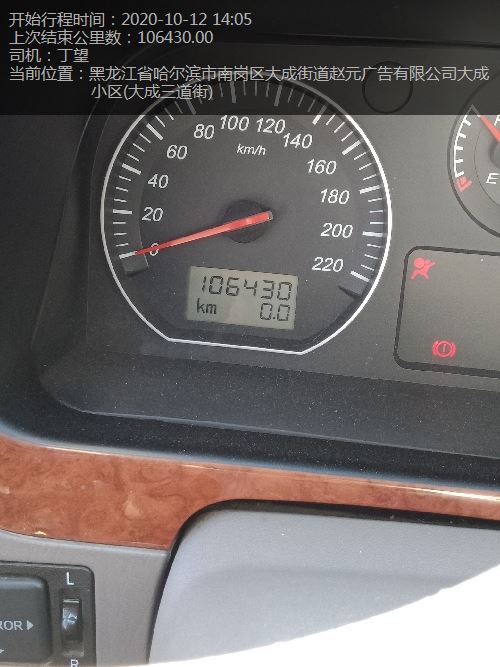 开始行程时间：2020-10-12 14:05
上次结束公里数：106430.00
司机：丁望
当前位置：黑龙江省哈尔滨市南岗区大成街道赵元广告有限公司大成
小区(大成三道街)
0
20
40
60
80
100
120
140
160
180
200
220
km/h
106430
km 0.0
E
L
ROR
R